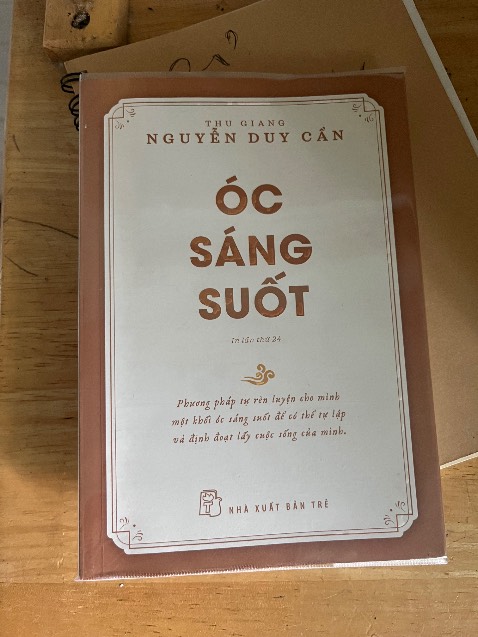 THU GIANG
NGUYỄN DUY CẦN
ÓC
SÁNG
SUỐT
In lần thứ 24
Phương pháp tự rèn luyện cho mình
một khối óc sáng suốt để có thể tự lập
và định đoạt lấy cuộc sống của mình.
NHÀ XUẤT BẢN TRẺ